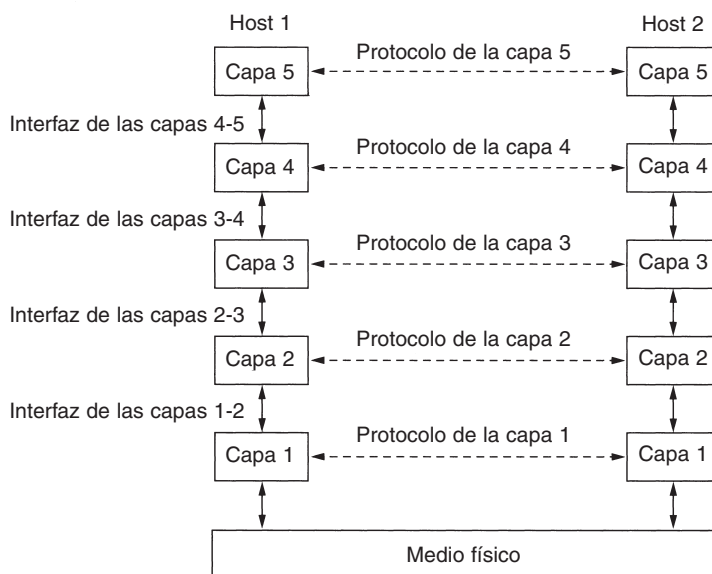 Host 1
Host 2
Capa 5
Protocolo de la capa 5
Capa 5
Interfaz de las capas 4-5
Capa 4
Protocolo de la capa 4
Capa 4
Interfaz de las capas 3-4
Capa 3
Protocolo de la capa 3
Capa 3
Interfaz de las capas 2-3
Capa 2
Protocolo de la capa 2
Capa 2
Interfaz de las capas 1-2
Capa 1
Protocolo de la capa 1
Capa 1
Medio físico